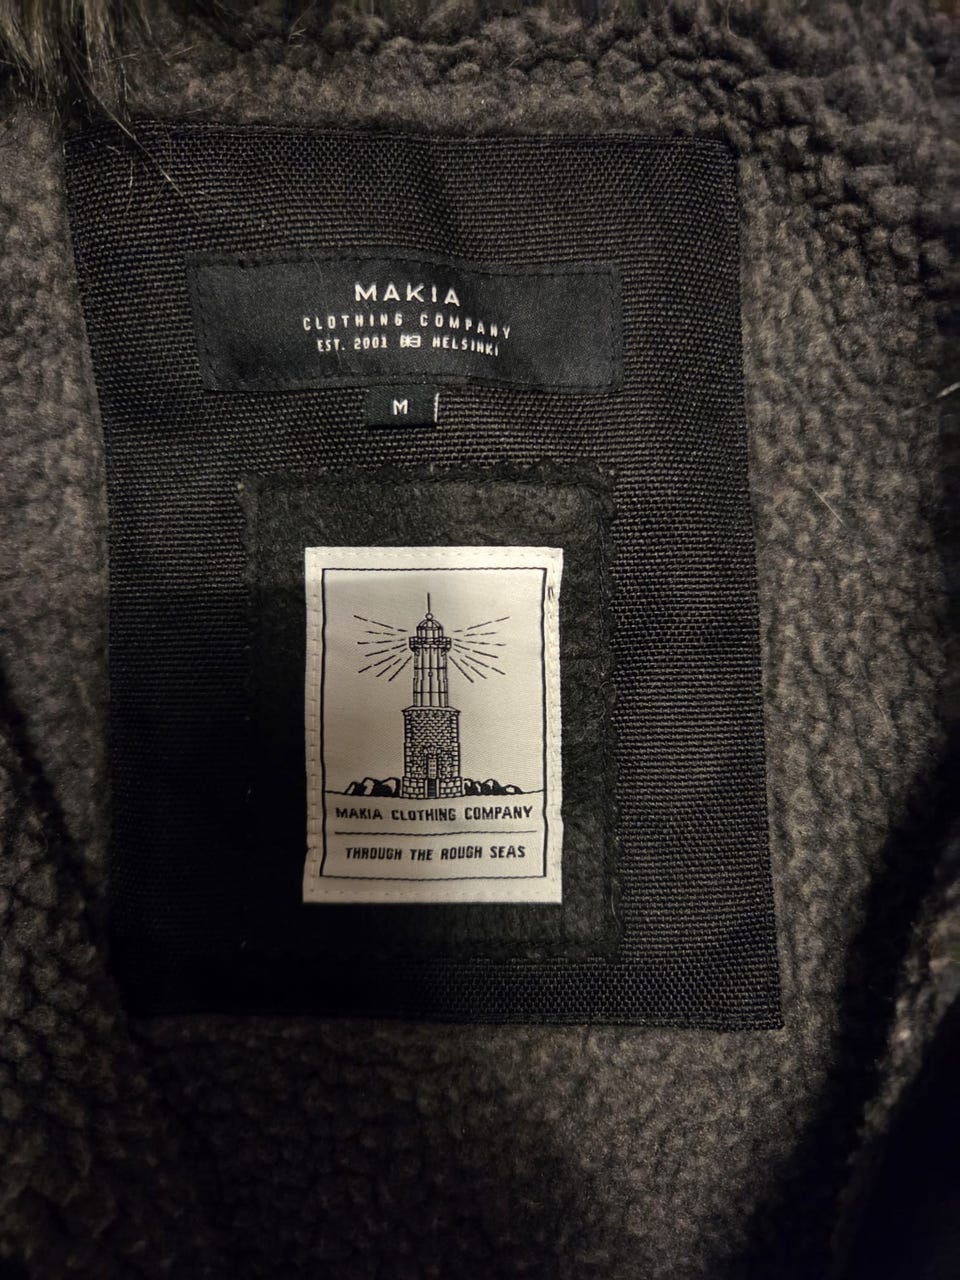 MAKIA
CLOTHING COMPANY
EST. 2001 HELSINKI
M
MAKIA CLOTHING COMPANY
THROUGH THE ROUGH SEAS